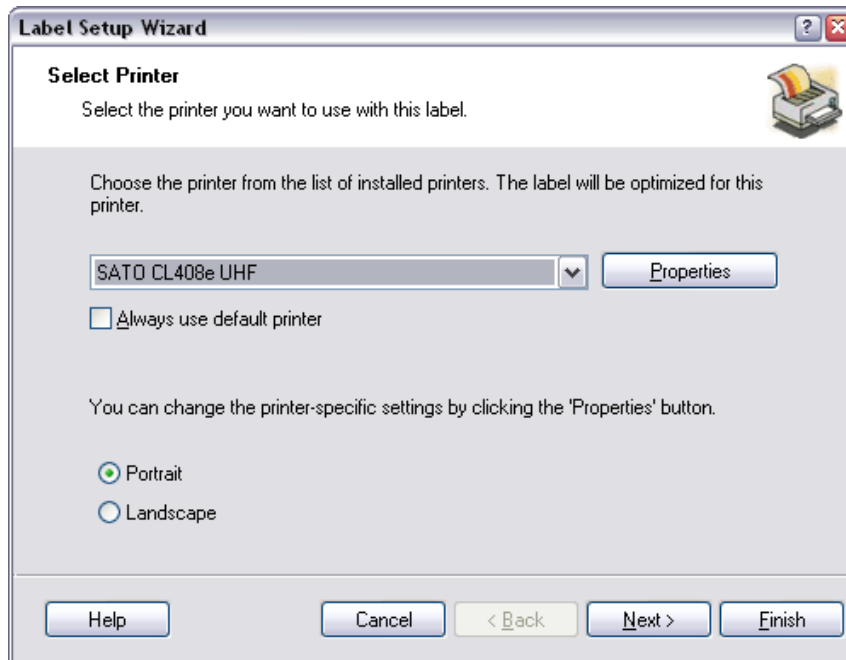 Label Setup Wizard
Select Printer
Select the printer you want to use with this label.
Choose the printer from the list of installed printers. The label will be optimized for this
printer.
SATO CL408e UHF
Properties
Always use default printer
You can change the printer-specific settings by clicking the 'Properties' button.
Portrait
Landscape
Help
Cancel
< Back
Next >
Finish